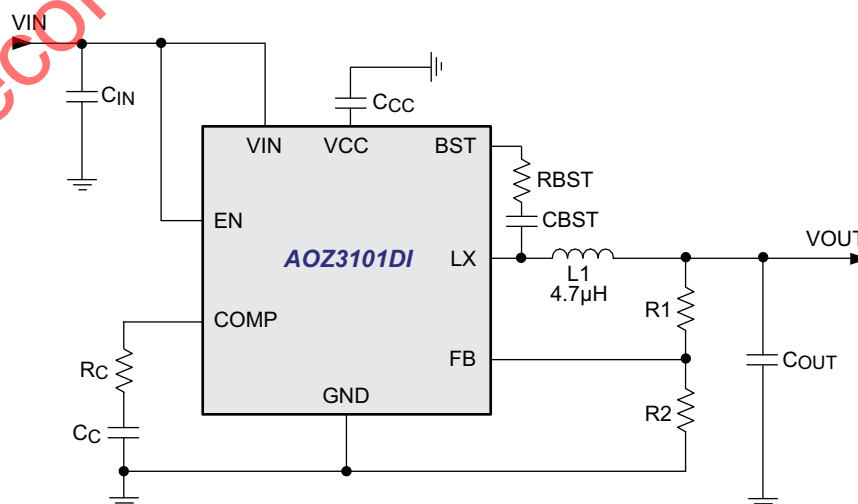 VIN
CIN
CCC
VIN
VCC
BST
RBST
CBST
EN
AOZ3101DI
LX
VOUT
L1
4.7µH
R1
COMP
FB
COUT
RC
GND
R2
CC